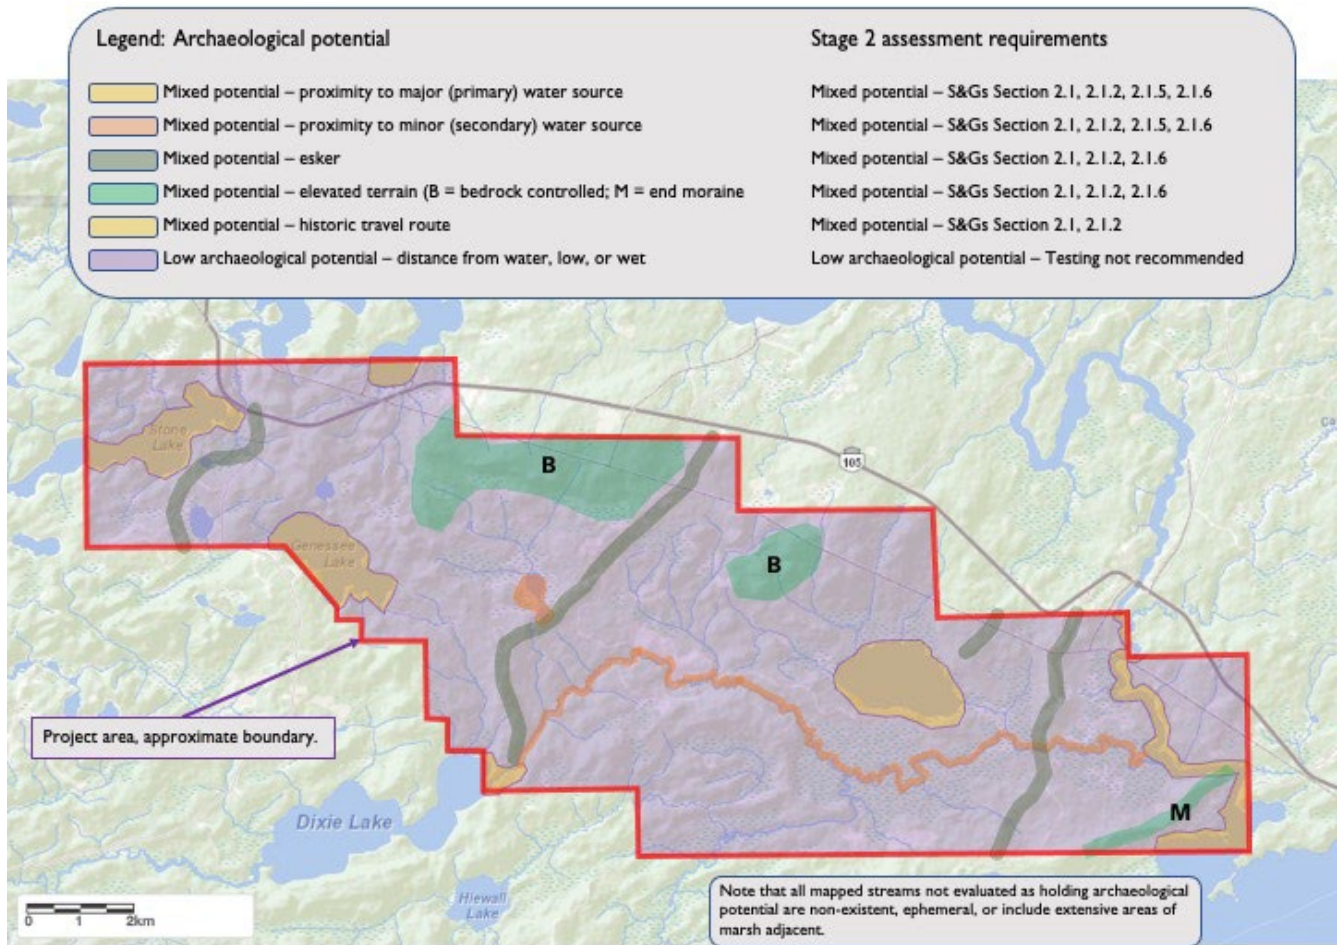 Legend: Archaeological potential
Stage 2 assessment requirements
Mixed potential – proximity to major (primary) water source
Mixed potential – S&Gs Section 2.1, 2.1.2, 2.1.5, 2.1.6
Mixed potential – proximity to minor (secondary) water source
Mixed potential – S&Gs Section 2.1, 2.1.2, 2.1.5, 2.1.6
Mixed potential – esker
Mixed potential – S&Gs Section 2.1, 2.1.2, 2.1.6
Mixed potential – elevated terrain (B = bedrock controlled; M = end moraine
Mixed potential – S&Gs Section 2.1, 2.1.2, 2.1.6
Mixed potential – historic travel route
Mixed potential – S&Gs Section 2.1, 2.1.2
Low archaeological potential – distance from water, low, or wet
Low archaeological potential – Testing not recommended
Stone
Lake
B
105
Genessee
Lake
B
Project area, approximate boundary.
Dixie Lake
M
Hiewall
Lake
0 1 2km
Note that all mapped streams not evaluated as holding archaeological
potential are non-existent, ephemeral, or include extensive areas of
marsh adjacent.